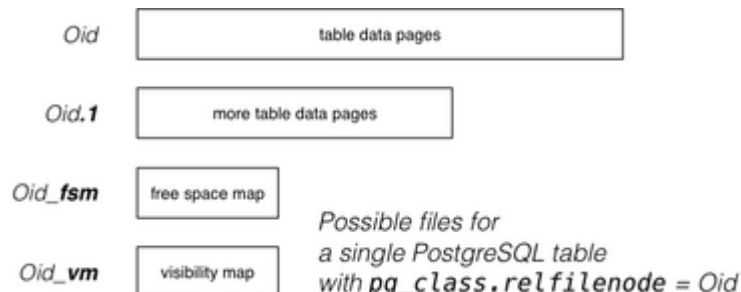 Oid
table data pages
Oid.1
more table data pages
Oid_fsm
free space map
Oid_vm
visibility map
Possible files for
a single PostgreSQL table
with pg_class.relfilenode = Oid